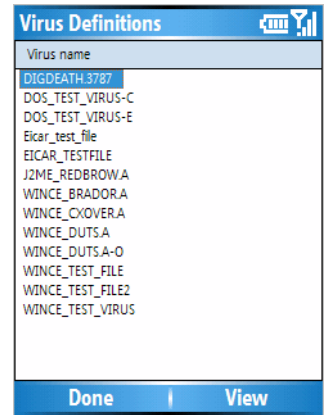 Virus Definitions
Virus name
DIGDEATH.3787
DOS_TEST_VIRUS-C
DOS_TEST_VIRUS-E
Eicar_test_file
EICAR_TESTFILE
J2ME_REDBROW.A
WINCE_BRADOR.A
WINCE_CXOVER.A
WINCE_DUTS.A
WINCE_DUTS.A-O
WINCE_TEST_FILE
WINCE_TEST_FILE2
WINCE_TEST_VIRUS
Done View